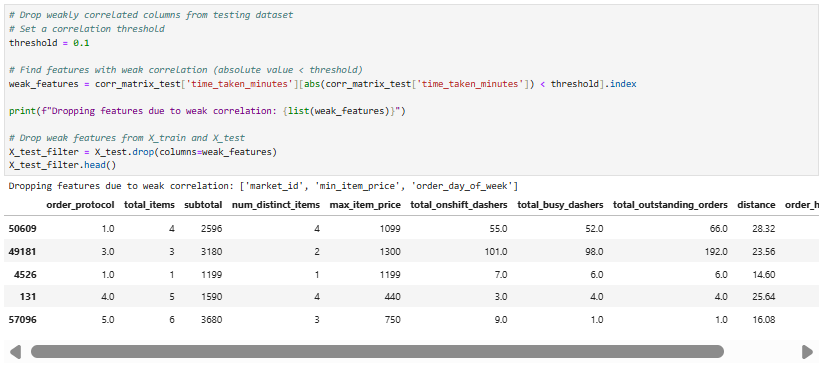 # Drop weakly correlated columns from testing dataset
# Set a correlation threshold
threshold = 0.1
# Find features with weak correlation (absolute value < threshold)
weak_features = corr_matrix_test['time_taken_minutes'][abs(corr_matrix_test['time_taken_minutes']) < threshold].index
print(f"Dropping features due to weak correlation: {list(weak_features)}")
# Drop weak features from X_train and X_test
X_test_filter = X_test.drop(columns=weak_features)
X_test_filter.head()
Dropping features due to weak correlation: ['market_id', 'min_item_price', 'order_day_of_week']
order_protocol total_items subtotal num_distinct_items max_item_price total_onshift_dashers total_busy_dashers total_outstanding_orders distance order_h
50609 1.0 4 2596 4 1099 55.0 52.0 66.0 28.32
49181 3.0 3 3180 2 1300 101.0 98.0 192.0 23.56
4526 1.0 1 1199 1 1199 7.0 6.0 6.0 14.60
131 4.0 5 1590 4 440 3.0 4.0 4.0 25.64
57096 5.0 6 3680 3 750 9.0 1.0 1.0 16.08